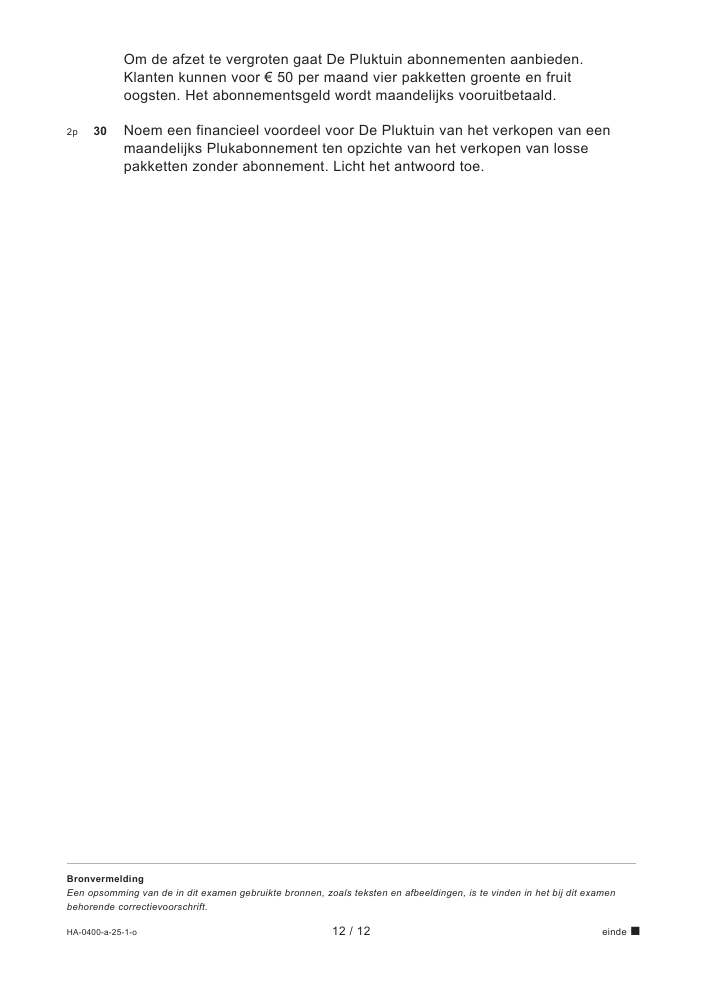 Om de afzet te vergroten gaat De Pluktuin abonnementen aanbieden.
Klanten kunnen voor € 50 per maand vier pakketten groente en fruit
oogsten. Het abonnementsgeld wordt maandelijks vooruitbetaald.
2p 30 Noem een financieel voordeel voor De Pluktuin van het verkopen van een
maandelijks Plukabonnement ten opzichte van het verkopen van losse
pakketten zonder abonnement. Licht het antwoord toe.
Bronvermelding
Een opsomming van de in dit examen gebruikte bronnen, zoals teksten en afbeeldingen, is te vinden in het bij dit examen
behorende correctievoorschrift.
HA-0400-a-25-1-o 12 / 12 einde ■